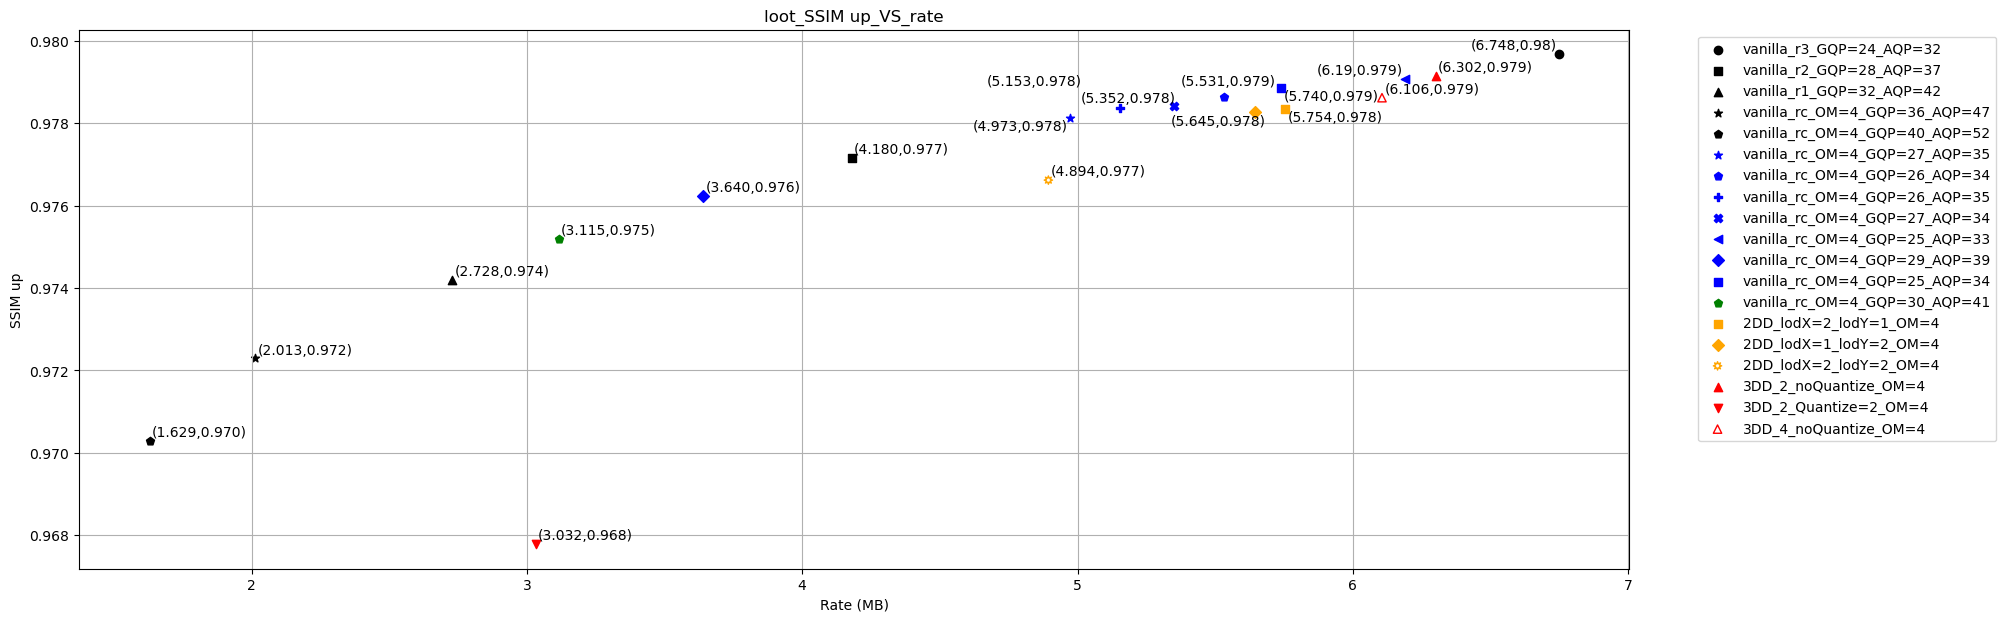 loot_SSIM up_VS_rate
SSIM up
0.980
0.978
0.976
0.974
0.972
0.970
0.968
(6.748,0.98)
(6.302,0.979)
(6.19,0.979)
(6.106,0.979)
(5.153,0.978)
(5.531,0.979)
(5.740,0.979)
(5.352,0.978)
(5.754,0.978)
(5.645,0.978)
(4.973,0.978)
(4.180,0.977)
(4.894,0.977)
(3.640,0.976)
(3.115,0.975)
(2.728,0.974)
(2.013,0.972)
(1.629,0.970)
(3.032,0.968)
2
3
4
5
6
7
Rate (MB)
vanilla_r3_GQP=24_AQP=32
vanilla_r2_GQP=28_AQP=37
vanilla_r1_GQP=32_AQP=42
vanilla_rc_OM=4_GQP=36_AQP=47
vanilla_rc_OM=4_GQP=40_AQP=52
vanilla_rc_OM=4_GQP=27_AQP=35
vanilla_rc_OM=4_GQP=26_AQP=34
vanilla_rc_OM=4_GQP=26_AQP=35
vanilla_rc_OM=4_GQP=27_AQP=34
vanilla_rc_OM=4_GQP=25_AQP=33
vanilla_rc_OM=4_GQP=29_AQP=39
vanilla_rc_OM=4_GQP=25_AQP=34
vanilla_rc_OM=4_GQP=30_AQP=41
2DD_lodX=2_lodY=1_OM=4
2DD_lodX=1_lodY=2_OM=4
2DD_lodX=2_lodY=2_OM=4
3DD_2_noQuantize_OM=4
3DD_2_Quantize=2_OM=4
3DD_4_noQuantize_OM=4